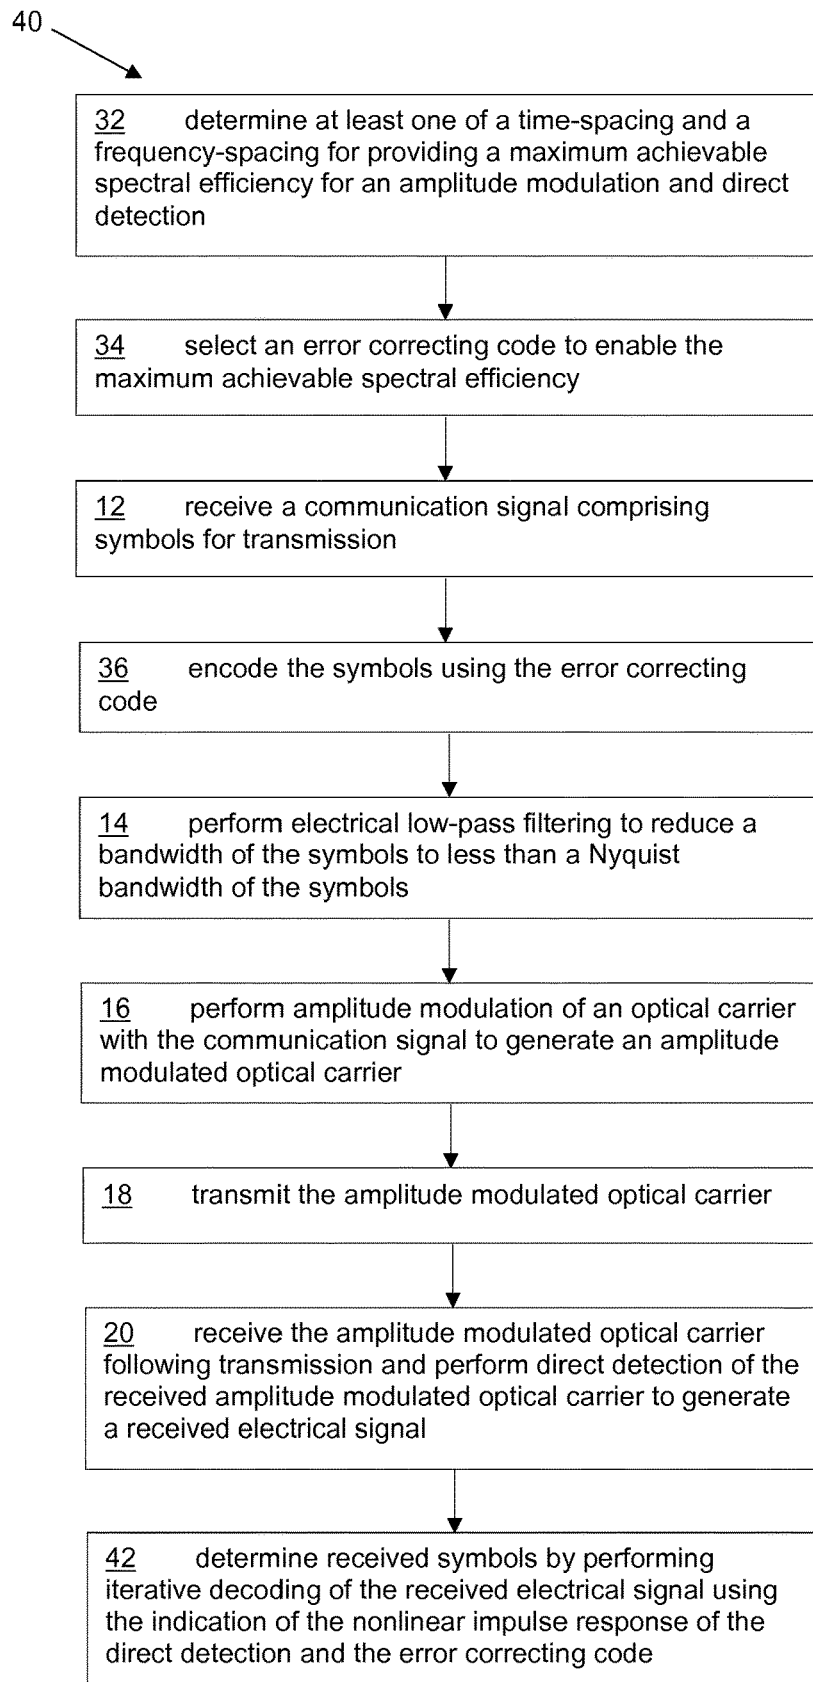 40
32 determine at least one of a time-spacing and a
frequency-spacing for providing a maximum achievable
spectral efficiency for an amplitude modulation and direct
detection
34 select an error correcting code to enable the
maximum achievable spectral efficiency
12 receive a communication signal comprising
symbols for transmission
36 encode the symbols using the error correcting
code
14 perform electrical low-pass filtering to reduce a
bandwidth of the symbols to less than a Nyquist
bandwidth of the symbols
16 perform amplitude modulation of an optical carrier
with the communication signal to generate an amplitude
modulated optical carrier
18 transmit the amplitude modulated optical carrier
20 receive the amplitude modulated optical carrier
following transmission and perform direct detection of the
received amplitude modulated optical carrier to generate
a received electrical signal
42 determine received symbols by performing
iterative decoding of the received electrical signal using
the indication of the nonlinear impulse response of the
direct detection and the error correcting code